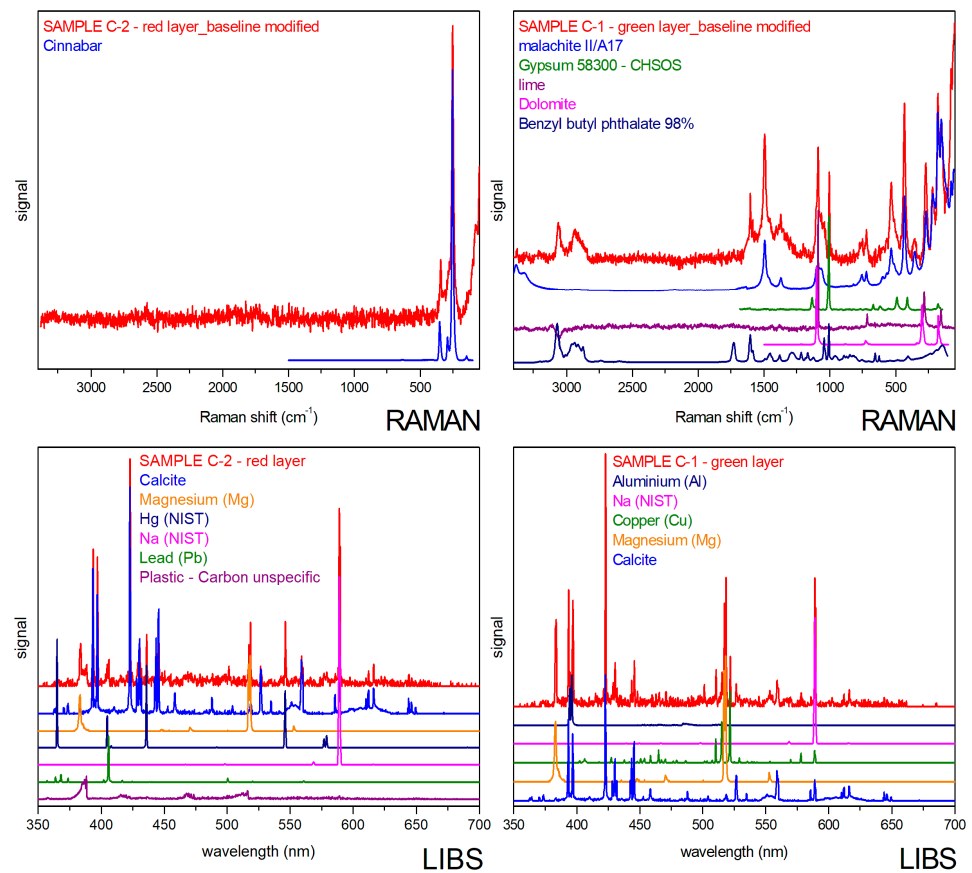 SAMPLE C-2 - red layer_baseline modified
Cinnabar
signal
3000 2500 2000 1500 1000 500
Raman shift (cm-1)
RAMAN
SAMPLE C-1 - green layer_baseline modified
malachite II/A17
Gypsum 58300 - CHSOS
lime
Dolomite
Benzyl butyl phthalate 98%
signal
3000 2500 2000 1500 1000 500
Raman shift (cm-1)
RAMAN
SAMPLE C-2 - red layer
Calcite
Magnesium (Mg)
Hg (NIST)
Na (NIST)
Lead (Pb)
Plastic - Carbon unspecific
signal
350 400 450 500 550 600 650 700
wavelength (nm)
LIBS
SAMPLE C-1 - green layer
Aluminium (Al)
Na (NIST)
Copper (Cu)
Magnesium (Mg)
Calcite
signal
350 400 450 500 550 600 650 700
wavelength (nm)
LIBS